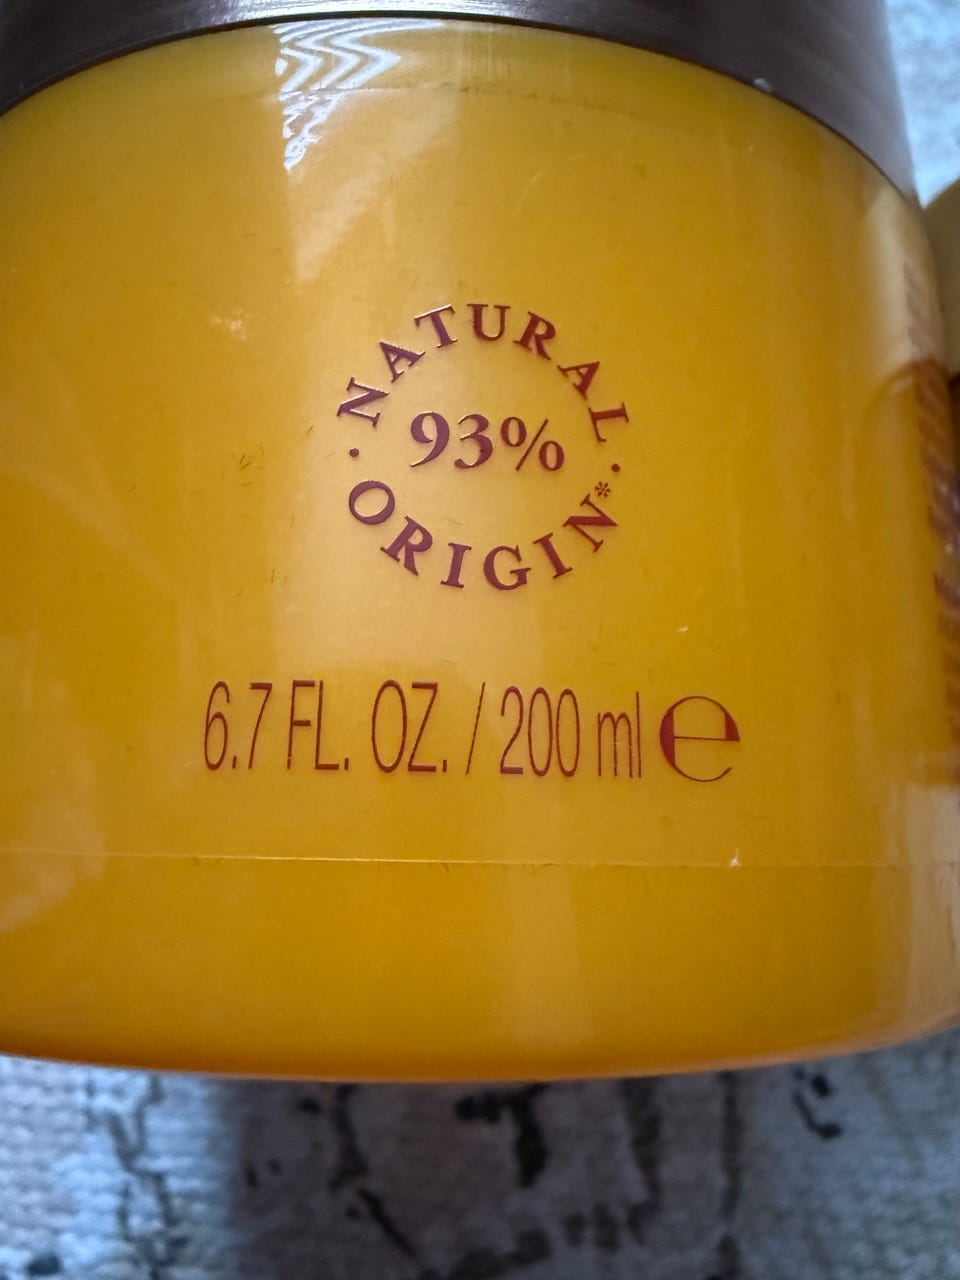 · NATURAL ·
93%
ORIGIN*
6.7 FL. OZ. / 200 ml ℮